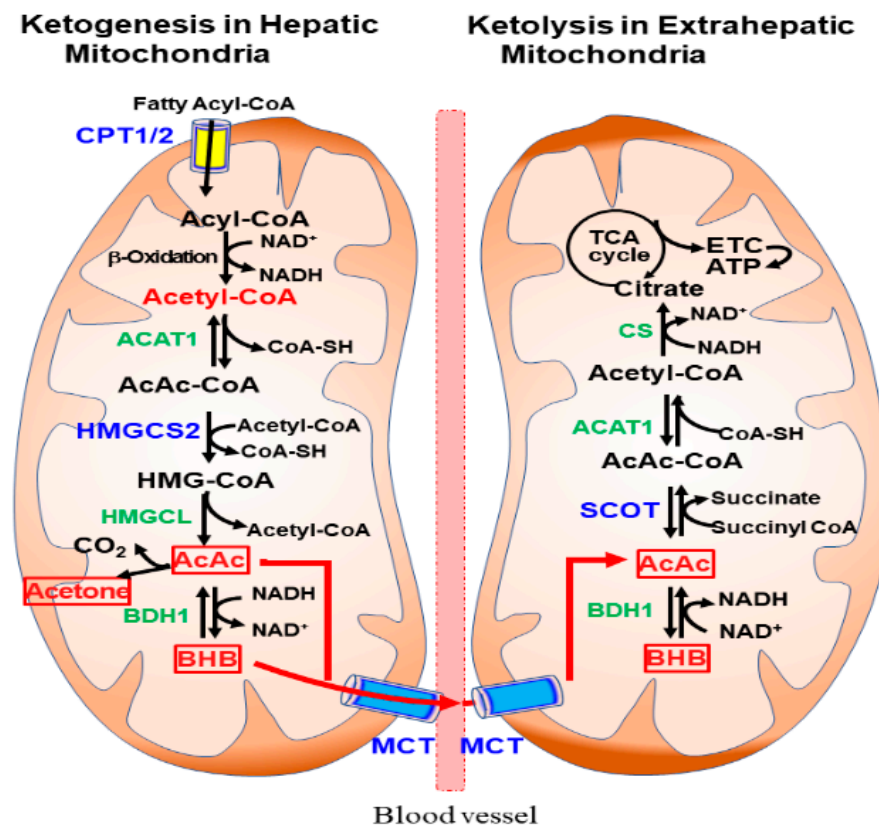 Ketogenesis in Hepatic
Mitochondria
Ketolysis in Extrahepatic
Mitochondria
Fatty Acyl-CoA
CPT1/2
Acyl-CoA
NAD⁺
β-Oxidation
NADH
Acetyl-CoA
ACAT1
CoA-SH
AcAc-CoA
HMGCS2
Acetyl-CoA
CoA-SH
HMG-CoA
HMGCL
Acetyl-CoA
CO₂
AcAc
Acetone
NADH
BDH1
NAD⁺
BHB
MCT
TCA
cycle
ETC
ATP
Citrate
NAD⁺
CS
NADH
Acetyl-CoA
ACAT1
CoA-SH
AcAc-CoA
Succinate
SCOT
Succinyl CoA
AcAc
NADH
BDH1
NAD⁺
BHB
MCT
Blood vessel